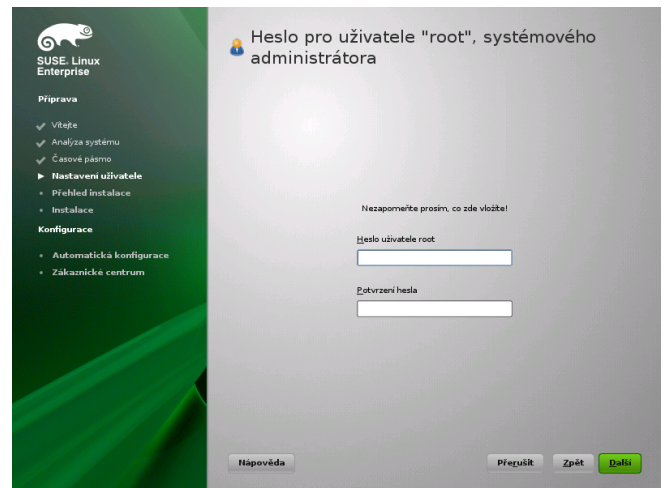 SUSE. Linux
Enterprise
Příprava
Vítejte
Analýza systému
Časové pásmo
Nastavení uživatele
Přehled instalace
Instalace
Konfigurace
Automatická konfigurace
Zákaznické centrum
Heslo pro uživatele "root", systémového
administrátora
Nezapomeňte prosím, co zde vložíte!
Heslo uživatele root
Potvrzení hesla
Nápověda
Přerušit
Zpět
Další